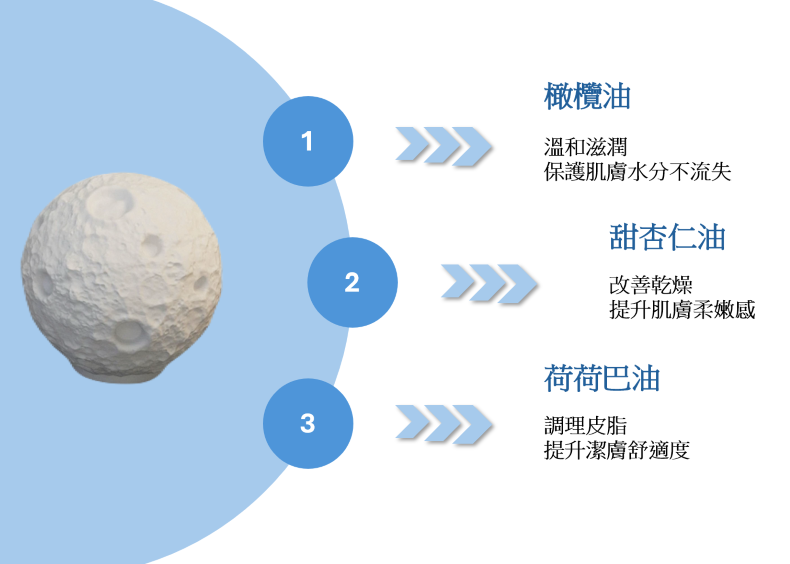 1
橄欖油
溫和滋潤
保護肌膚水分不流失
2
甜杏仁油
改善乾燥
提升肌膚柔嫩感
3
荷荷巴油
調理皮脂
提升潔膚舒適度